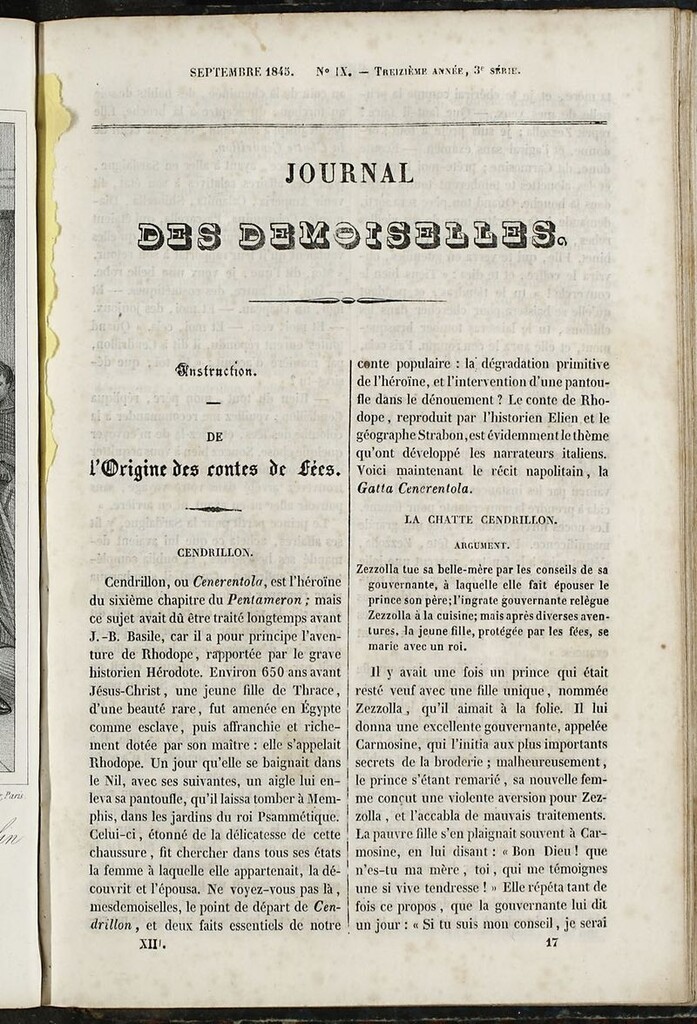 SEPTEMBRE 1845. No IX. — TREIZIÈME ANNÉE, 3e SÉRIE.
JOURNAL
DES DEMOISELLES.
Instruction.
DE
l'Origine des contes de Fées.
CENDRILLON.
Cendrillon, ou Cenerentola, est l'héroïne
du sixième chapitre du Pentameron ; mais
ce sujet avait dû être traité longtemps avant
J.-B. Basile, car il a pour principe l'aven-
ture de Rhodope, rapportée par le grave
historien Hérodote. Environ 650 ans avant
Jésus-Christ, une jeune fille de Thrace,
d'une beauté rare, fut amenée en Égypte
comme esclave, puis affranchie et riche-
ment dotée par son maître : elle s'appelait
Rhodope. Un jour qu'elle se baignait dans
le Nil, avec ses suivantes, un aigle lui en-
leva sa pantoufle, qu'il laissa tomber à Mem-
phis, dans les jardins du roi Psammétique.
Celui-ci, étonné de la délicatesse de cette
chaussure, fit chercher dans tous ses états
la femme à laquelle elle appartenait, la dé-
couvrit et l'épousa. Ne voyez-vous pas là,
mesdemoiselles, le point de départ de Cen-
drillon, et deux faits essentiels de notre
XIII.
conte populaire : la dégradation primitive
de l'héroïne, et l'intervention d'une pantou-
fle dans le dénouement ? Le conte de Rho-
dope, reproduit par l'historien Elien et le
géographe Strabon, est évidemment le thème
qu'ont développé les narrateurs italiens.
Voici maintenant le récit napolitain, la
Gatta Cenerentola.
LA CHATTE CENDRILLON.
ARGUMENT.
Zezzolla tue sa belle-mère par les conseils de sa
gouvernante, à laquelle elle fait épouser le
prince son père; l'ingrate gouvernante relègue
Zezzolla à la cuisine; mais après diverses aven-
tures, la jeune fille, protégée par les fées, se
marie avec un roi.
Il y avait une fois un prince qui était
resté veuf avec une fille unique, nommée
Zezzolla, qu'il aimait à la folie. Il lui
donna une excellente gouvernante, appelée
Carmosine, qui l'initia aux plus importants
secrets de la broderie ; malheureusement,
le prince s'étant remarié, sa nouvelle fem-
me conçut une violente aversion pour Zez-
zolla, et l'accabla de mauvais traitements.
La pauvre fille s'en plaignait souvent à Car-
mosine, en lui disant : « Bon Dieu ! que
n'es-tu ma mère, toi, qui me témoignes
une si vive tendresse ! » Elle répéta tant de
fois ce propos, que la gouvernante lui dit
un jour : « Si tu suis mon conseil, je serai
17
Paris